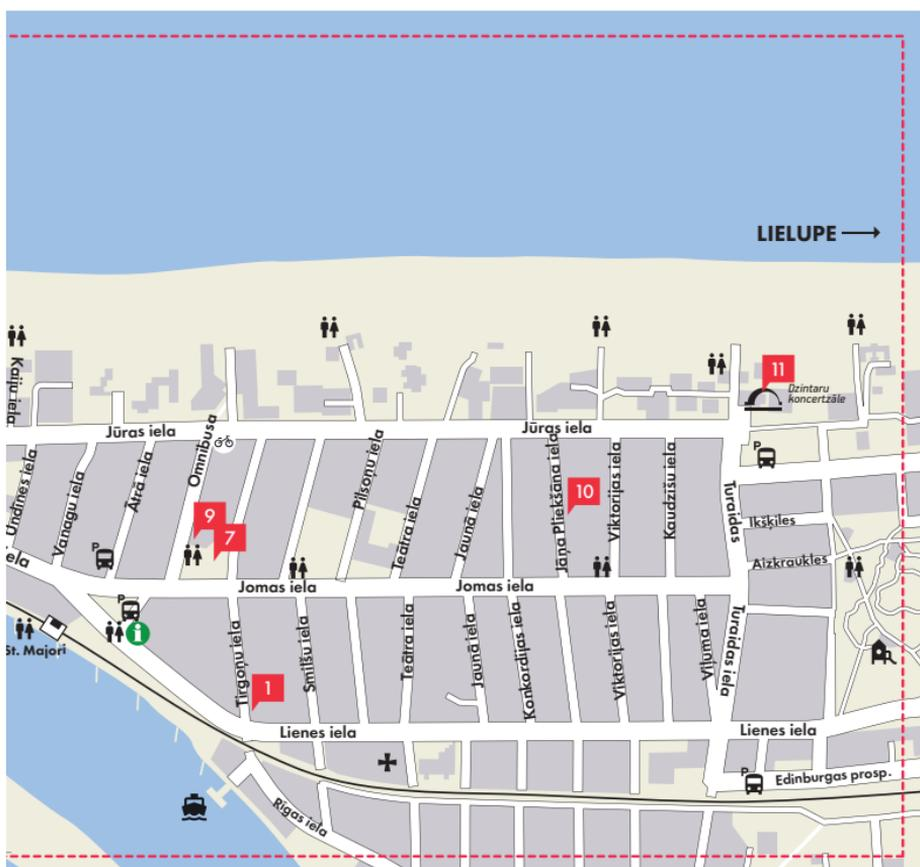 LIELUPE
11
Dzintaru
koncertzāle
Kaiju iela
Jūras iela
Jūras iela
Omnibusa
Undīnes iela
Vanagu iela
Ātrā iela
Pilsoņu iela
Teātra iela
Jaunā iela
Jāņa Pliekšāna iela
Viktorijas iela
Kaudzīšu iela
Turaidas
P
10
9
7
Ikšķiles
Aizkraukles
iela
P
Jomas iela
Jomas iela
P
i
St. Majori
Tirgoņu iela
Smilšu iela
Teātra iela
Jaunā iela
Konkordijas iela
Viktorijas iela
Viļuma iela
Turaidas iela
1
Lienes iela
Lienes iela
P
Edinburgas prosp.
Rīgas iela